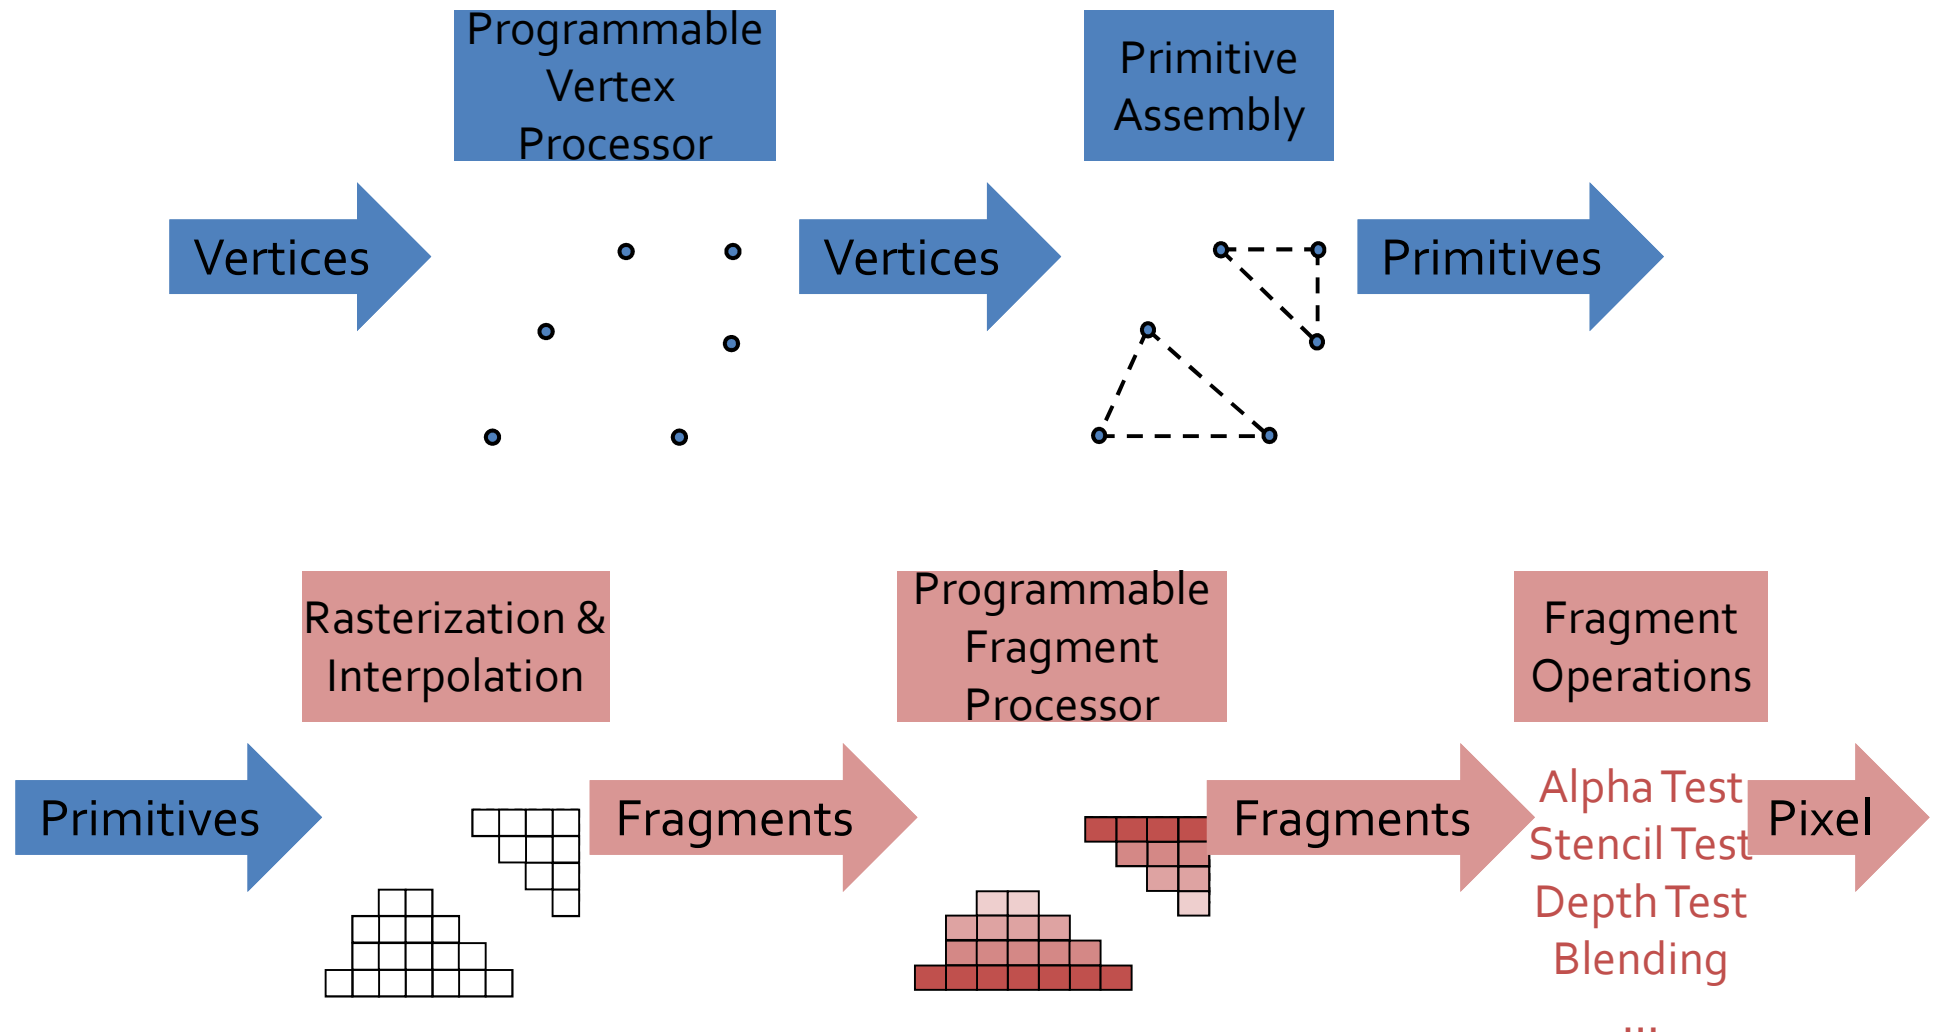 Programmable
Vertex
Processor
Primitive
Assembly
Vertices
Vertices
Primitives
Rasterization &
Interpolation
Programmable
Fragment
Processor
Fragment
Operations
Primitives
Fragments
Fragments
Alpha Test
Stencil Test
Depth Test
Blending
...
Pixel